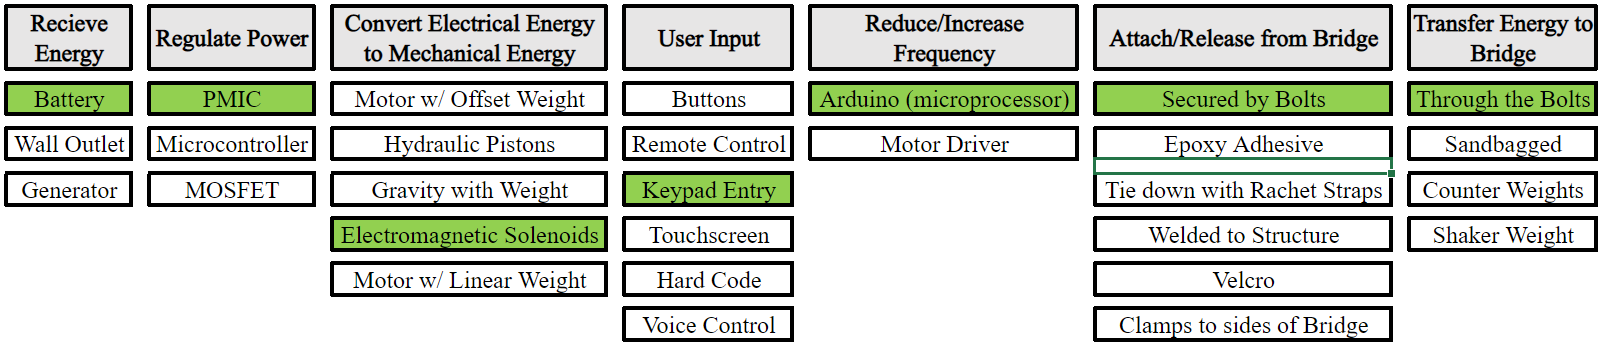 Recieve Energy
Regulate Power
Convert Electrical Energy to Mechanical Energy
User Input
Reduce/Increase Frequency
Attach/Release from Bridge
Transfer Energy to Bridge
Battery
PMIC
Motor w/ Offset Weight
Buttons
Arduino (microprocessor)
Secured by Bolts
Through the Bolts
Wall Outlet
Microcontroller
Hydraulic Pistons
Remote Control
Motor Driver
Epoxy Adhesive
Sandbagged
Generator
MOSFET
Gravity with Weight
Keypad Entry
Tie down with Rachet Straps
Counter Weights
Electromagnetic Solenoids
Touchscreen
Welded to Structure
Shaker Weight
Motor w/ Linear Weight
Hard Code
Velcro
Voice Control
Clamps to sides of Bridge